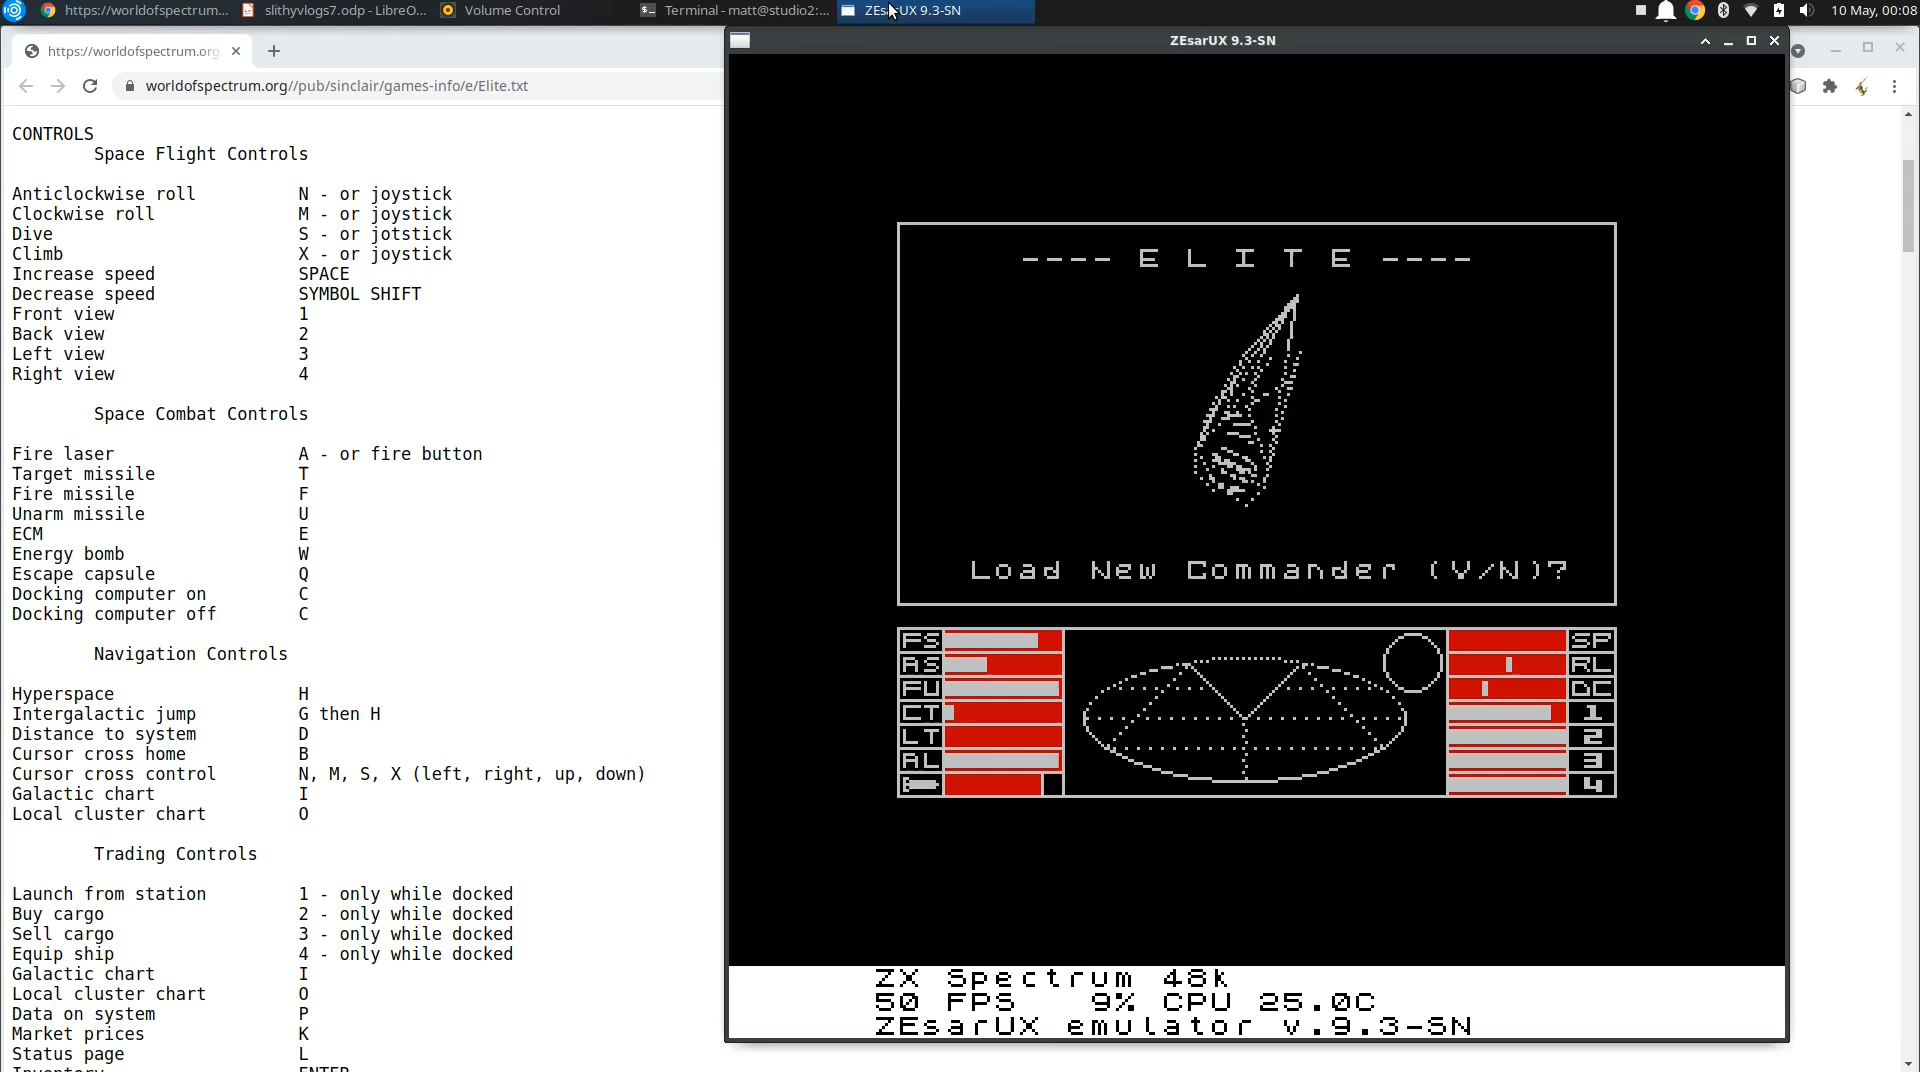 https://worldofspectrum...
slithyvlogs7.odp - LibreO...
Volume Control
Terminal - matt@studio2:...
ZEsarUX 9.3-SN
10 May, 00:08
https://worldofspectrum.org
ZEsarUX 9.3-SN
worldofspectrum.org//pub/sinclair/games-info/e/Elite.txt
CONTROLS
Space Flight Controls
Anticlockwise roll N - or joystick
Clockwise roll M - or joystick
Dive S - or jotstick
Climb X - or joystick
Increase speed SPACE
Decrease speed SYMBOL SHIFT
Front view 1
Back view 2
Left view 3
Right view 4
Space Combat Controls
Fire laser A - or fire button
Target missile T
Fire missile F
Unarm missile U
ECM E
Energy bomb W
Escape capsule Q
Docking computer on C
Docking computer off C
Navigation Controls
Hyperspace H
Intergalactic jump G then H
Distance to system D
Cursor cross home B
Cursor cross control N, M, S, X (left, right, up, down)
Galactic chart I
Local cluster chart O
Trading Controls
Launch from station 1 - only while docked
Buy cargo 2 - only while docked
Sell cargo 3 - only while docked
Equip ship 4 - only while docked
Galactic chart I
Local cluster chart O
Data on system P
Market prices K
Status page L
Inventory ENTER
---- E L I T E ----
Load New Commander (Y/N)?
FS SP
AS RL
FU DC
CT 1
LT 2
AL 3
4
ZX Spectrum 48k
50 FPS 9% CPU 25.0C
ZEsarUX emulator v.9.3-SN